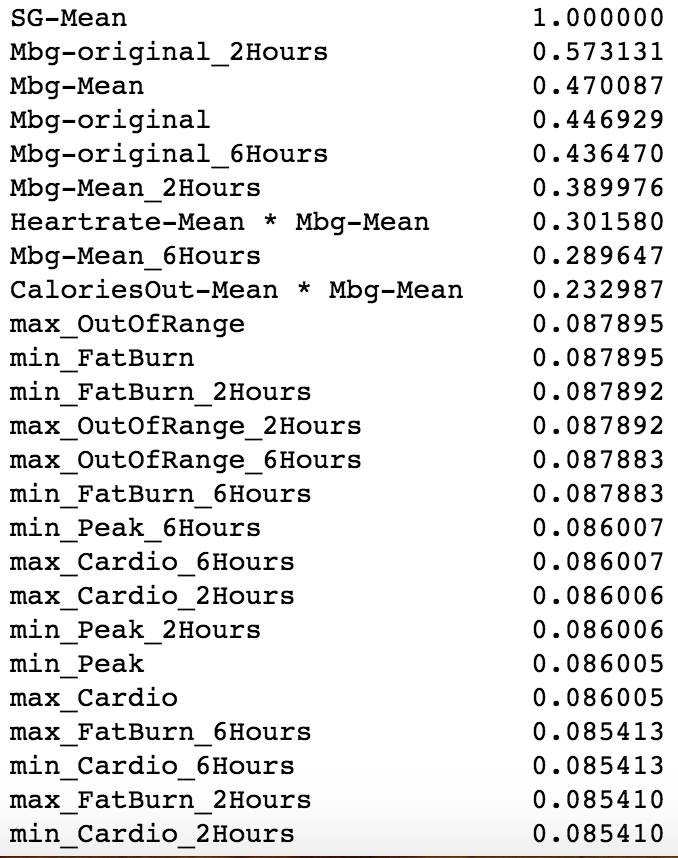 SG-Mean 1.000000
Mbg-original_2Hours 0.573131
Mbg-Mean 0.470087
Mbg-original 0.446929
Mbg-original_6Hours 0.436470
Mbg-Mean_2Hours 0.389976
Heartrate-Mean * Mbg-Mean 0.301580
Mbg-Mean_6Hours 0.289647
CaloriesOut-Mean * Mbg-Mean 0.232987
max_OutOfRange 0.087895
min_FatBurn 0.087895
min_FatBurn_2Hours 0.087892
max_OutOfRange_2Hours 0.087892
max_OutOfRange_6Hours 0.087883
min_FatBurn_6Hours 0.087883
min_Peak_6Hours 0.086007
max_Cardio_6Hours 0.086007
max_Cardio_2Hours 0.086006
min_Peak_2Hours 0.086006
min_Peak 0.086005
max_Cardio 0.086005
max_FatBurn_6Hours 0.085413
min_Cardio_6Hours 0.085413
max_FatBurn_2Hours 0.085410
min_Cardio_2Hours 0.085410